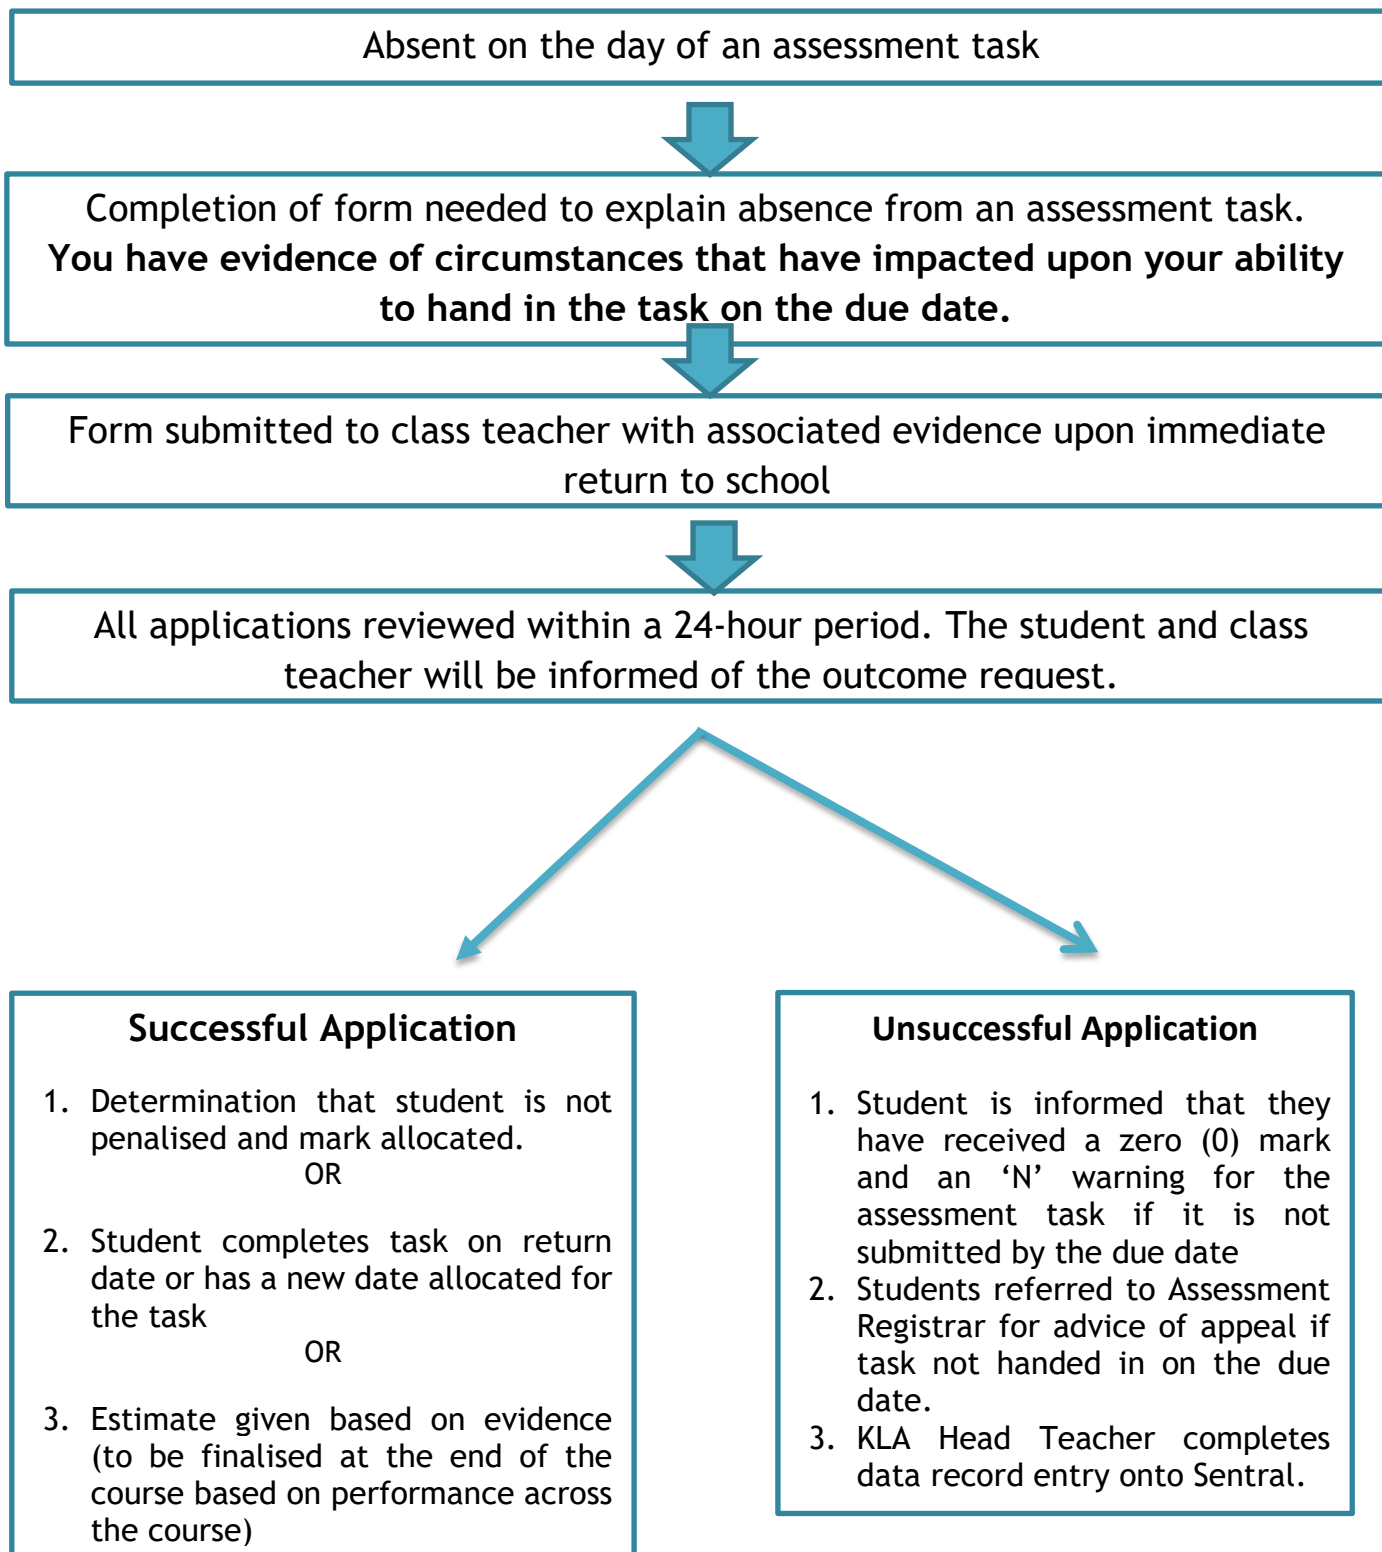 Absent on the day of an assessment task
Completion of form needed to explain absence from an assessment task.
You have evidence of circumstances that have impacted upon your ability
to hand in the task on the due date.
Form submitted to class teacher with associated evidence upon immediate
return to school
All applications reviewed within a 24-hour period. The student and class
teacher will be informed of the outcome request.
Successful Application
1. Determination that student is not
penalised and mark allocated.
OR
2. Student completes task on return
date or has a new date allocated for
the task
OR
3. Estimate given based on evidence
(to be finalised at the end of the
course based on performance across
the course)
Unsuccessful Application
1. Student is informed that they
have received a zero (0) mark
and an ‘N’ warning for the
assessment task if it is not
submitted by the due date
2. Students referred to Assessment
Registrar for advice of appeal if
task not handed in on the due
date.
3. KLA Head Teacher completes
data record entry onto Sentral.